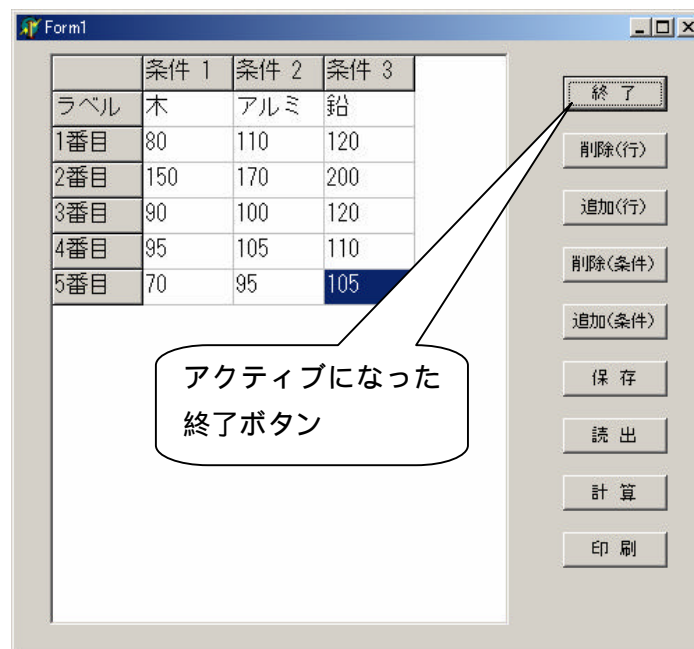 Form1
条件 1 条件 2 条件 3
ラベル 木 アルミ 鉛
1番目 80 110 120
2番目 150 170 200
3番目 90 100 120
4番目 95 105 110
5番目 70 95 105
アクティブになった
終了ボタン
終 了
削除(行)
追加(行)
削除(条件)
追加(条件)
保 存
読 出
計 算
印 刷